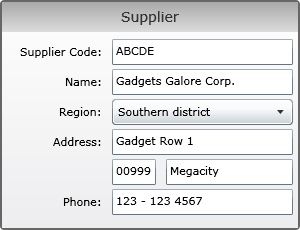 Supplier
Supplier Code: ABCDE
Name: Gadgets Galore Corp.
Region: Southern district
Address: Gadget Row 1
00999 Megacity
Phone: 123 - 123 4567